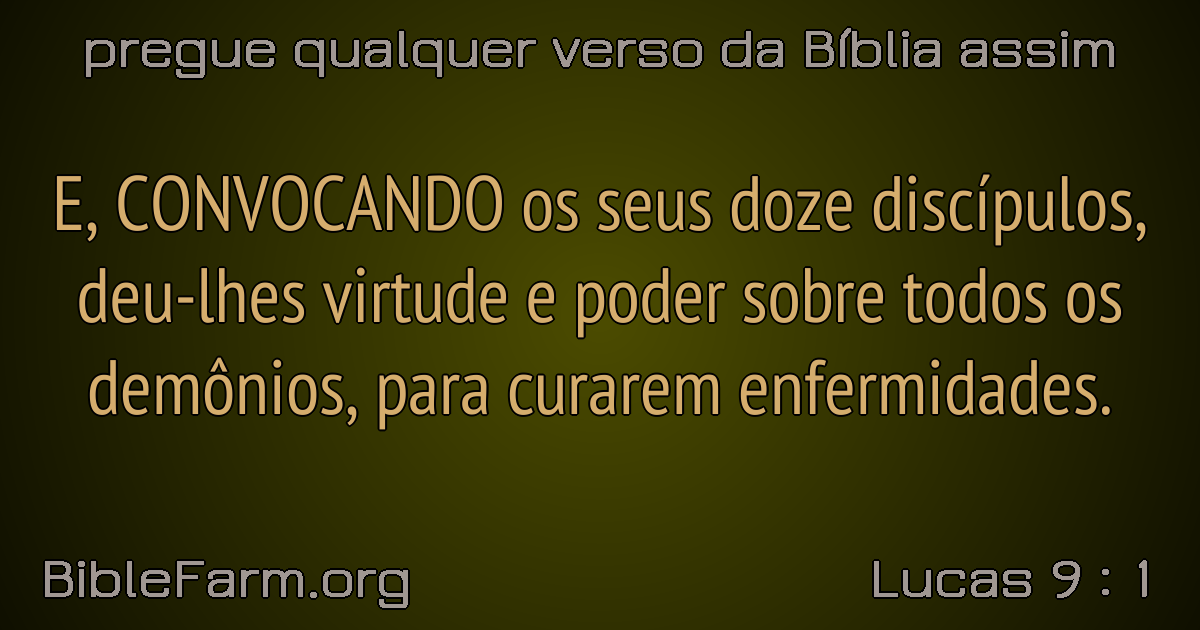 pregue qualquer verso da Bíblia assim
E, CONVOCANDO os seus doze discípulos,
deu-lhes virtude e poder sobre todos os
demônios, para curarem enfermidades.
BibleFarm.org
Lucas 9 : 1